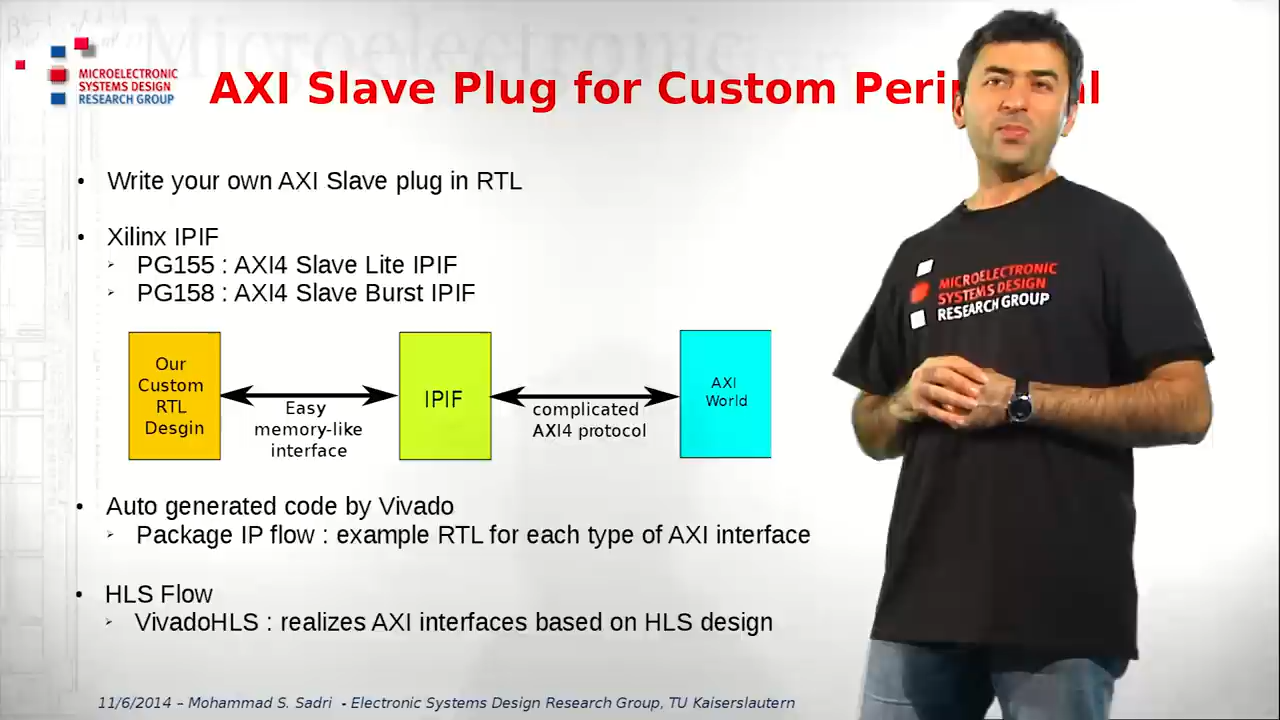 Microelectronic
MICROELECTRONIC
SYSTEMS DESIGN
RESEARCH GROUP
AXI Slave Plug for Custom Peri al
• Write your own AXI Slave plug in RTL
• Xilinx IPIF
PG155 : AXI4 Slave Lite IPIF
PG158 : AXI4 Slave Burst IPIF
Our
Custom
RTL
Desgin
Easy
memory-like
interface
IPIF
complicated
AXI4 protocol
AXI
World
• Auto generated code by Vivado
Package IP flow : example RTL for each type of AXI interface
• HLS Flow
VivadoHLS : realizes AXI interfaces based on HLS design
11/6/2014 – Mohammad S. Sadri - Electronic Systems Design Research Group, TU Kaiserslautern
MICROELECTRONIC
SYSTEMS DESIGN
RESEARCH GROUP